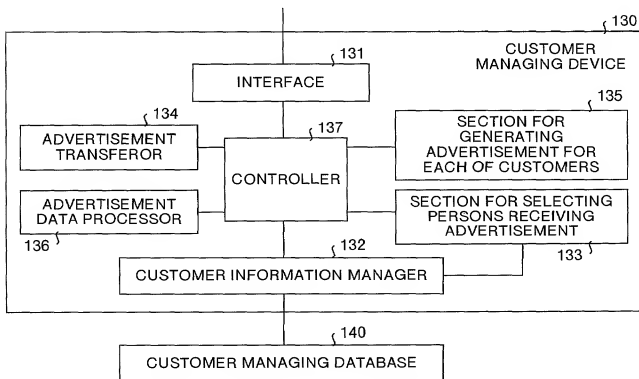 130
CUSTOMER
MANAGING DEVICE
131
INTERFACE
134
ADVERTISEMENT
TRANSFEROR
137
CONTROLLER
135
SECTION FOR
GENERATING
ADVERTISEMENT FOR
EACH OF CUSTOMERS
ADVERTISEMENT
DATA PROCESSOR
136
SECTION FOR SELECTING
PERSONS RECEIVING
ADVERTISEMENT
133
132
CUSTOMER INFORMATION MANAGER
140
CUSTOMER MANAGING DATABASE